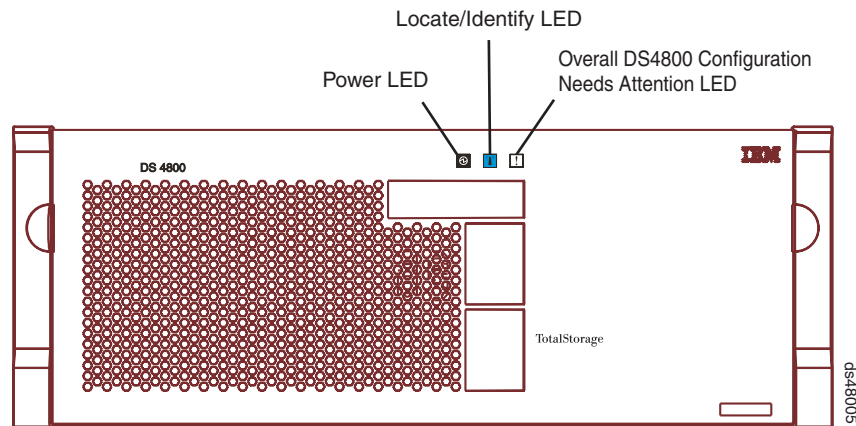 Locate/Identify LED
Overall DS4800 Configuration
Needs Attention LED
Power LED
DS 4800
IBM
TotalStorage
ds48005